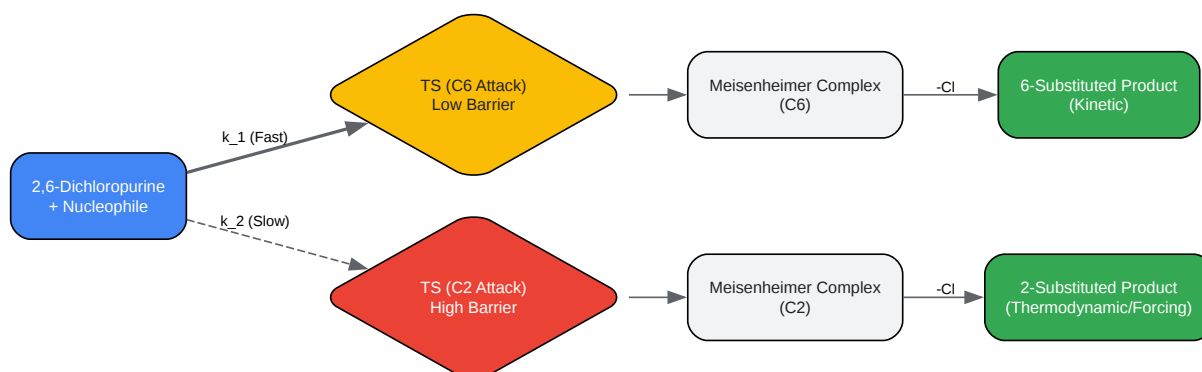 TS (C6 Attack)
Low Barrier
Meisenheimer Complex
(C6)
-Cl
6-Substituted Product
(Kinetic)
k_1 (Fast)
2,6-Dichloropurine
+ Nucleophile
k_2 (Slow)
TS (C2 Attack)
High Barrier
Meisenheimer Complex
(C2)
-Cl
2-Substituted Product
(Thermodynamic/Forcing)